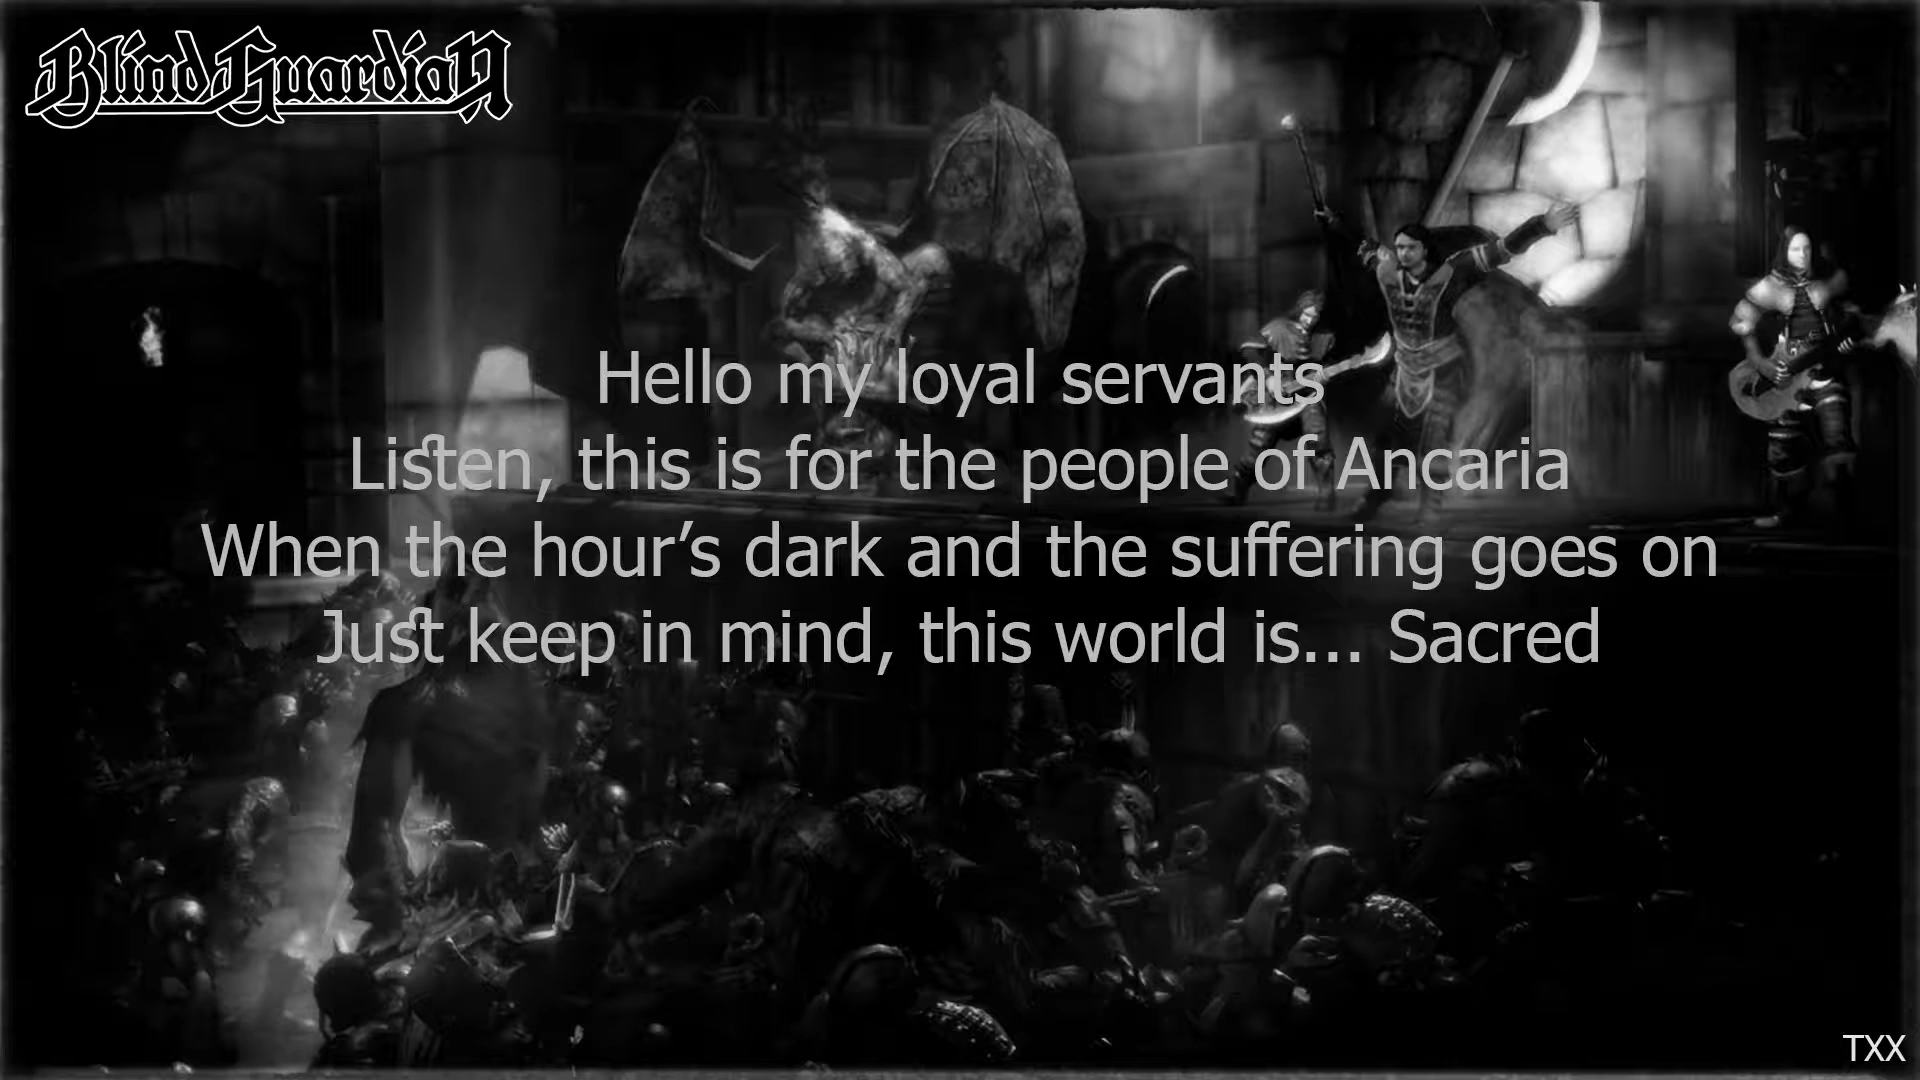 Blind Guardian
Hello my loyal servants
Listen, this is for the people of Ancaria
When the hour’s dark and the suffering goes on
Just keep in mind, this world is... Sacred
TXX